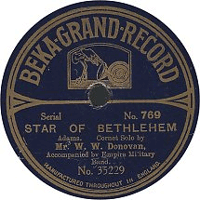 BEKA-GRAND-RECORD
Serial No. 769
STAR OF BETHLEHEM
Adams. Cornet Solo by
Mr. W. W. Donovan,
Accompanied by Empire Military
Band.
No. 35229
MANUFACTURED THROUGHOUT IN ENGLAND